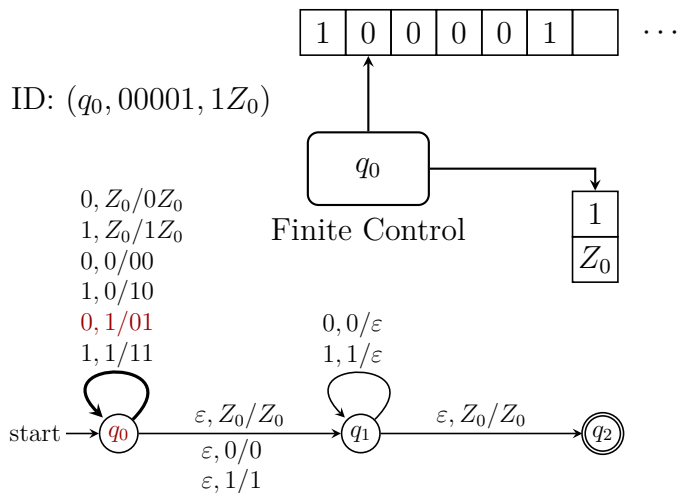 1 0 0 0 0 1 ⋯
ID: (q₀, 00001, 1Z₀)
q₀
Finite Control
1
Z₀
0, Z₀/0Z₀
1, Z₀/1Z₀
0, 0/00
1, 0/10
0, 1/01
1, 1/11
0, 0/ε
1, 1/ε
start
q₀
ε, Z₀/Z₀
ε, 0/0
ε, 1/1
q₁
ε, Z₀/Z₀
q₂